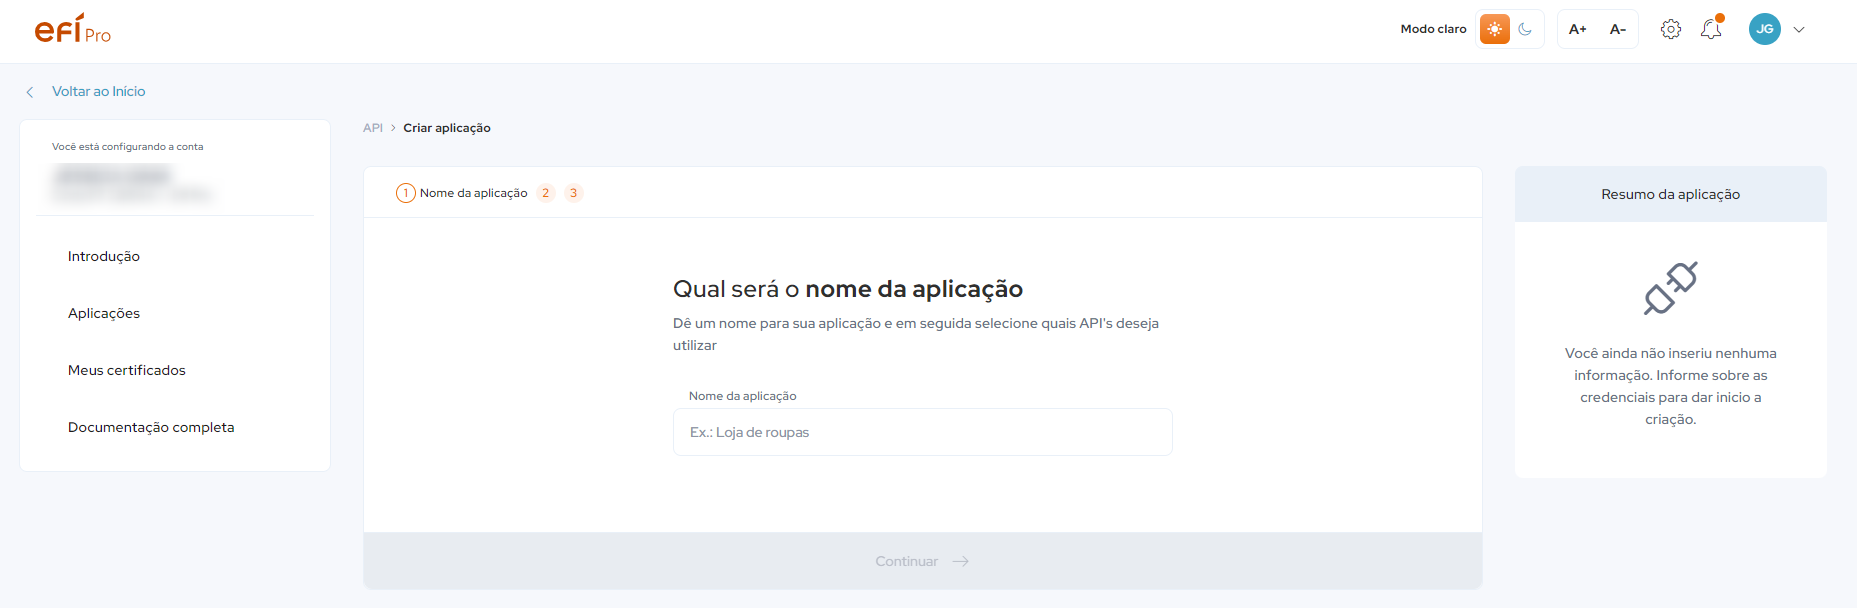 efí Pro
Modo claro
A+ A-
JG
Voltar ao Início
Você está configurando a conta
Introdução
Aplicações
Meus certificados
Documentação completa
API > Criar aplicação
1 Nome da aplicação 2 3
Qual será o nome da aplicação
Dê um nome para sua aplicação e em seguida selecione quais API's deseja
utilizar
Nome da aplicação
Ex.: Loja de roupas
Continuar →
Resumo da aplicação
Você ainda não inseriu nenhuma
informação. Informe sobre as
credenciais para dar inicio a
criação.